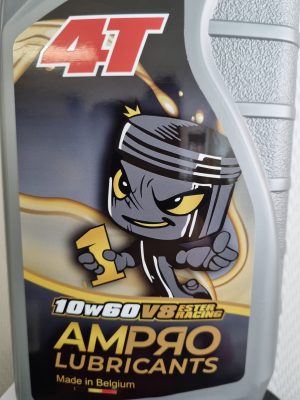 4T
1
10W60 V8 ESTER
RACING
AMPRO
LUBRICANTS
Made in Belgium